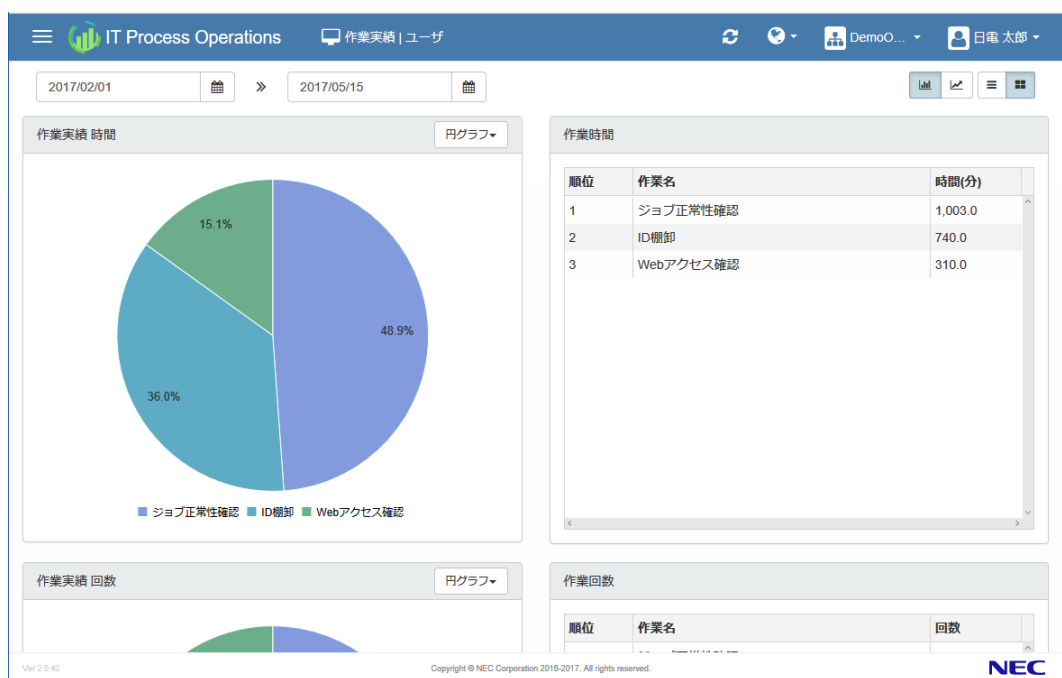 IT Process Operations 作業実績 | ユーザ DemoO... 日電 太郎
2017/02/01 2017/05/15
作業実績 時間 円グラフ
15.1%
48.9%
36.0%
ジョブ正常性確認 ID棚卸 Webアクセス確認
作業時間
順位 作業名 時間(分)
1 ジョブ正常性確認 1,003.0
2 ID棚卸 740.0
3 Webアクセス確認 310.0
作業実績 回数 円グラフ
作業回数
順位 作業名 回数
Ver 2.0.42 Copyright © NEC Corporation 2016-2017. All rights reserved. NEC